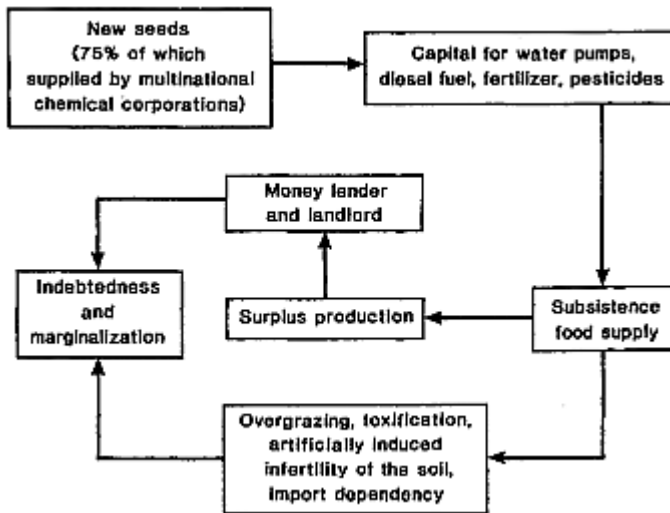 New seeds
(75% of which
supplied by multinational
chemical corporations)
Capital for water pumps,
diesel fuel, fertilizer, pesticides
Money lender
and landlord
Indebtedness
and
marginalization
Surplus production
Subsistence
food supply
Overgrazing, toxification,
artificially induced
infertility of the soil,
import dependency